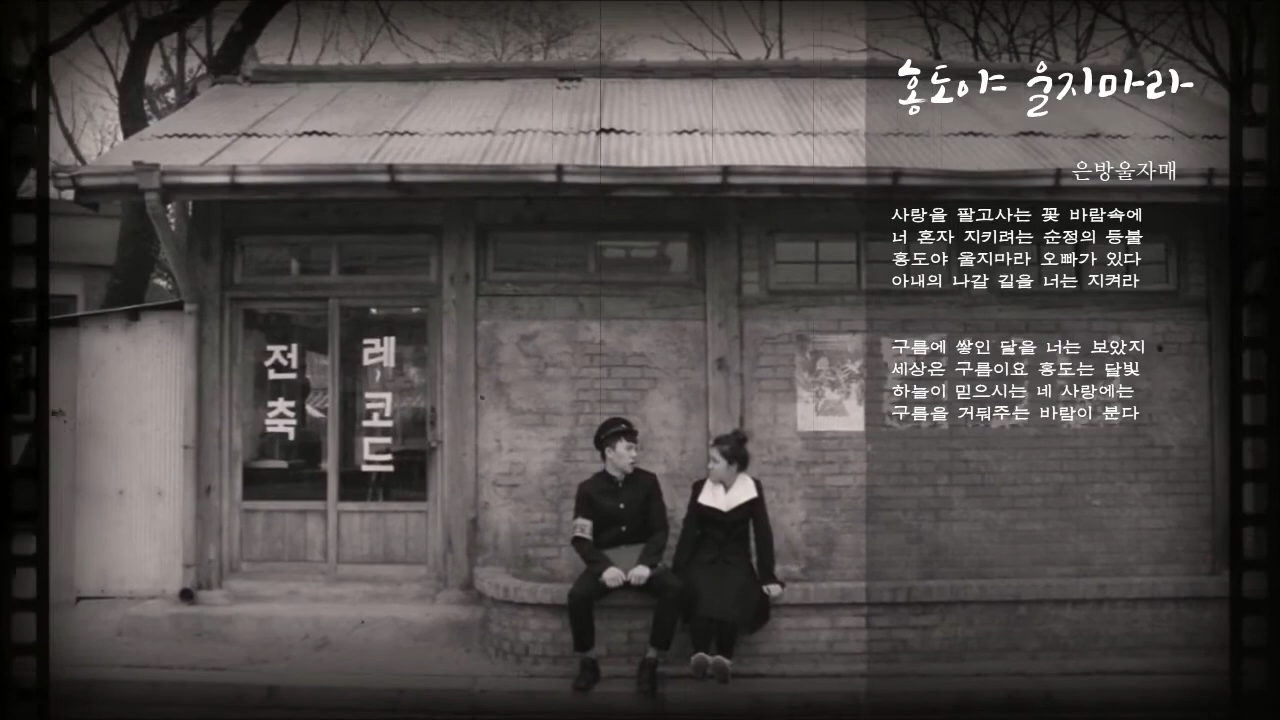 홍도야 울지마라
은방울자매
사랑을 팔고사는 꽃 바람속에
너 혼자 지키려는 순정의 등불
홍도야 울지마라 오빠가 있다
아내의 나갈 길을 너는 지켜라
구름에 쌓인 달을 너는 보았지
세상은 구름이요 홍도는 달빛
하늘이 믿으시는 네 사랑에는
구름을 거둬주는 바람이 분다
전축
레코드